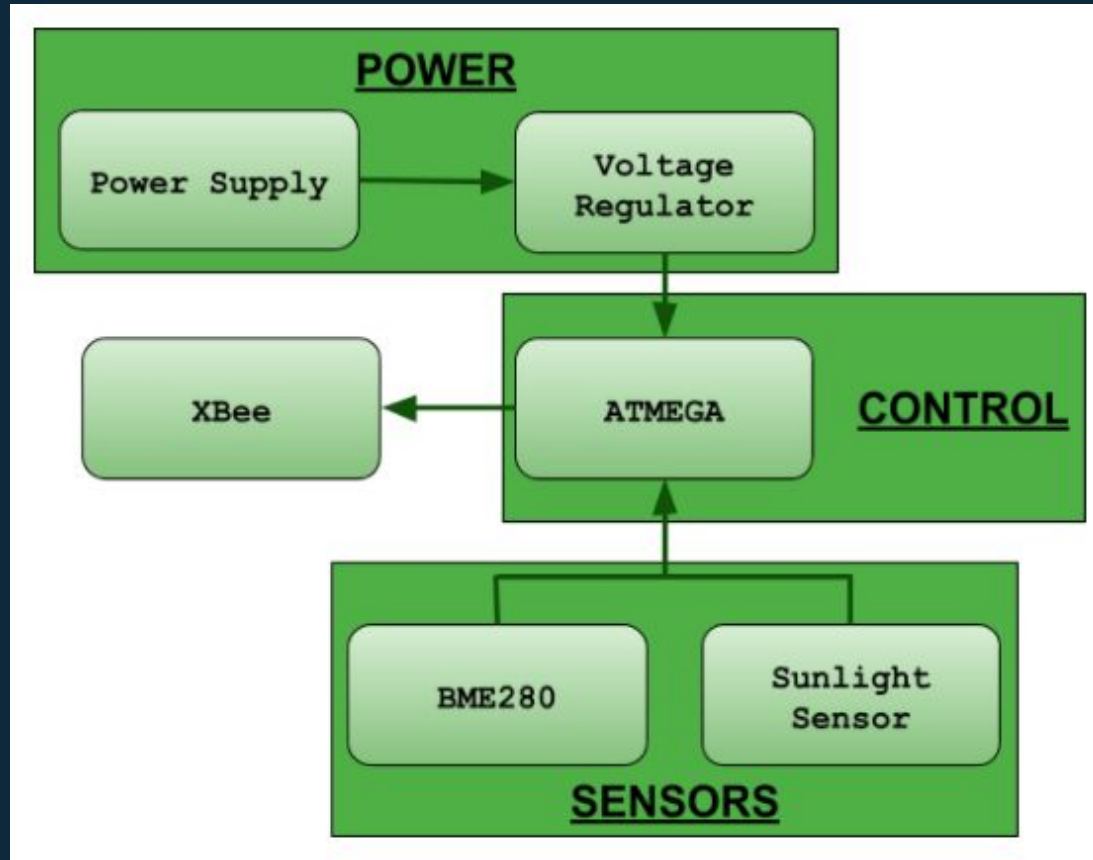 POWER
Power Supply
Voltage
Regulator
XBee
ATMEGA
CONTROL
BME280
Sunlight
Sensor
SENSORS